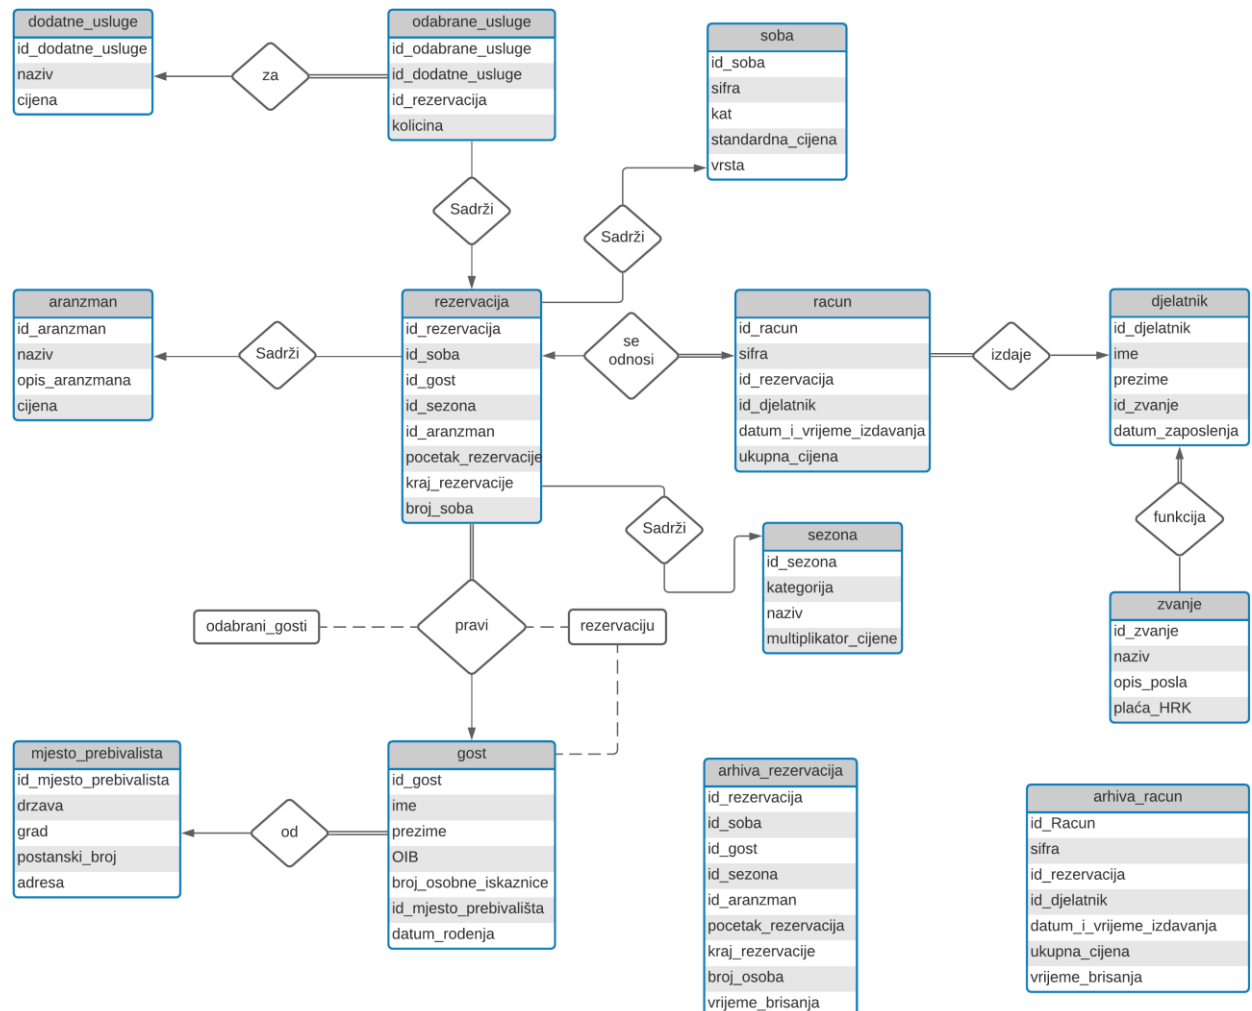 dodatne_usluge
id_dodatne_usluge
naziv
cijena
za
odabrane_usluge
id_odabrane_usluge
id_dodatne_usluge
id_rezervacija
kolicina
soba
id_soba
sifra
kat
standardna_cijena
vrsta
Sadrži
Sadrži
aranzman
id_aranzman
naziv
opis_aranzmana
cijena
Sadrži
rezervacija
id_rezervacija
id_soba
id_gost
id_sezona
id_aranzman
pocetak_rezervacije
kraj_rezervacije
broj_soba
se
odnosi
racun
id_racun
sifra
id_rezervacija
id_djelatnik
datum_i_vrijeme_izdavanja
ukupna_cijena
izdaje
djelatnik
id_djelatnik
ime
prezime
id_zvanje
datum_zaposlenja
funkcija
Sadrži
sezona
id_sezona
kategorija
naziv
multiplikator_cijene
zvanje
id_zvanje
naziv
opis_posla
plaća_HRK
odabrani_gosti
pravi
rezervaciju
mjesto_prebivalista
id_mjesto_prebivalista
drzava
grad
postanski_broj
adresa
od
gost
id_gost
ime
prezime
OIB
broj_osobne_iskaznice
id_mjesto_prebivališta
datum_rodenja
arhiva_rezervacija
id_rezervacija
id_soba
id_gost
id_sezona
id_aranzman
pocetak_rezervacija
kraj_rezervacije
broj_osoba
vrijeme_brisanja
arhiva_racun
id_Racun
sifra
id_rezervacija
id_djelatnik
datum_i_vrijeme_izdavanja
ukupna_cijena
vrijeme_brisanja